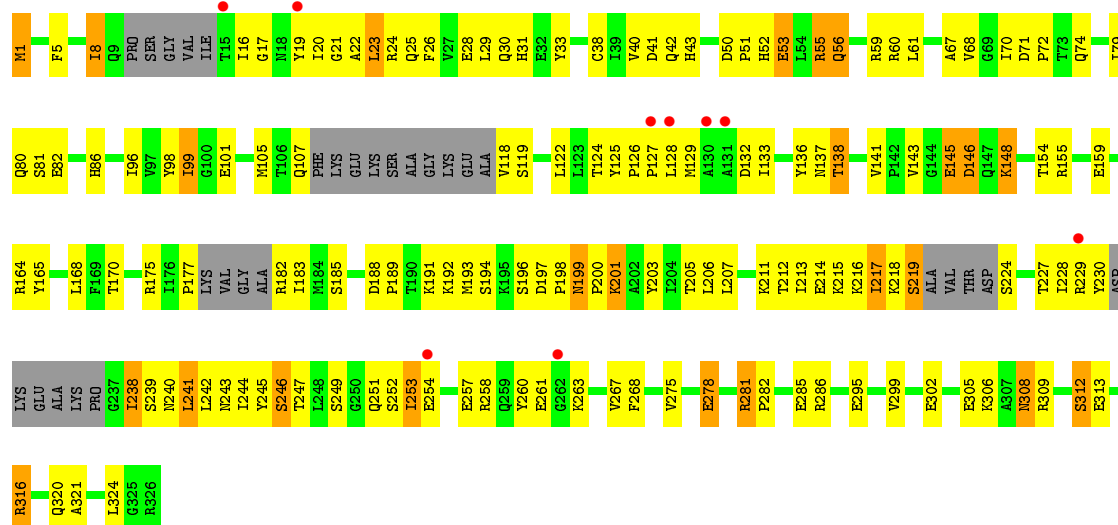 M1 F5 I8 Q9 PRO SER GLY VAL ILE T15 I16 G17 N18 Y19 I20 G21 A22 L23 R24 Q25 F26 V27 E28 L29 Q30 H31 E32 Y33 C38 I39 V40 D41 Q42 H43 D50 P51 H52 E53 L54 R55 Q56 R59 R60 L61 A67 V68 G69 I70 D71 P72 T73 Q74 I79
Q80 S81 E82 H86 I96 V97 Y98 I99 G100 E101 M105 T106 Q107 PHE LYS GLU LYS SER ALA GLY LYS GLU ALA V118 S119 L122 L123 T124 Y125 P126 P127 L128 M129 A130 A131 D132 I133 Y136 N137 T138 V141 P142 V143 G144 E145 D146 Q147 K148 T154 R155 E159
R164 Y165 L168 F169 T170 R175 I176 P177 LYS VAL GLY ALA R182 I183 M184 S185 D188 P189 T190 K191 K192 M193 S194 K195 S196 D197 P198 N199 P200 K201 A202 Y203 I204 T205 L206 L207 K211 T212 I213 E214 K215 K216 I217 K218 S219 ALA VAL THR ASP S224 T227 I228 R229 Y230 ASP
LYS GLU ALA LYS PRO G237 I238 S239 N240 L241 L242 N243 I244 Y245 S246 T247 L248 S249 G250 Q251 S252 I253 E254 E257 R258 Q259 Y260 E261 G262 K263 V267 F268 V275 E278 R281 P282 E285 R286 E295 V299 E302 E305 K306 A307 N308 R309 S312 E313
R316 Q320 A321 L324 G325 R326